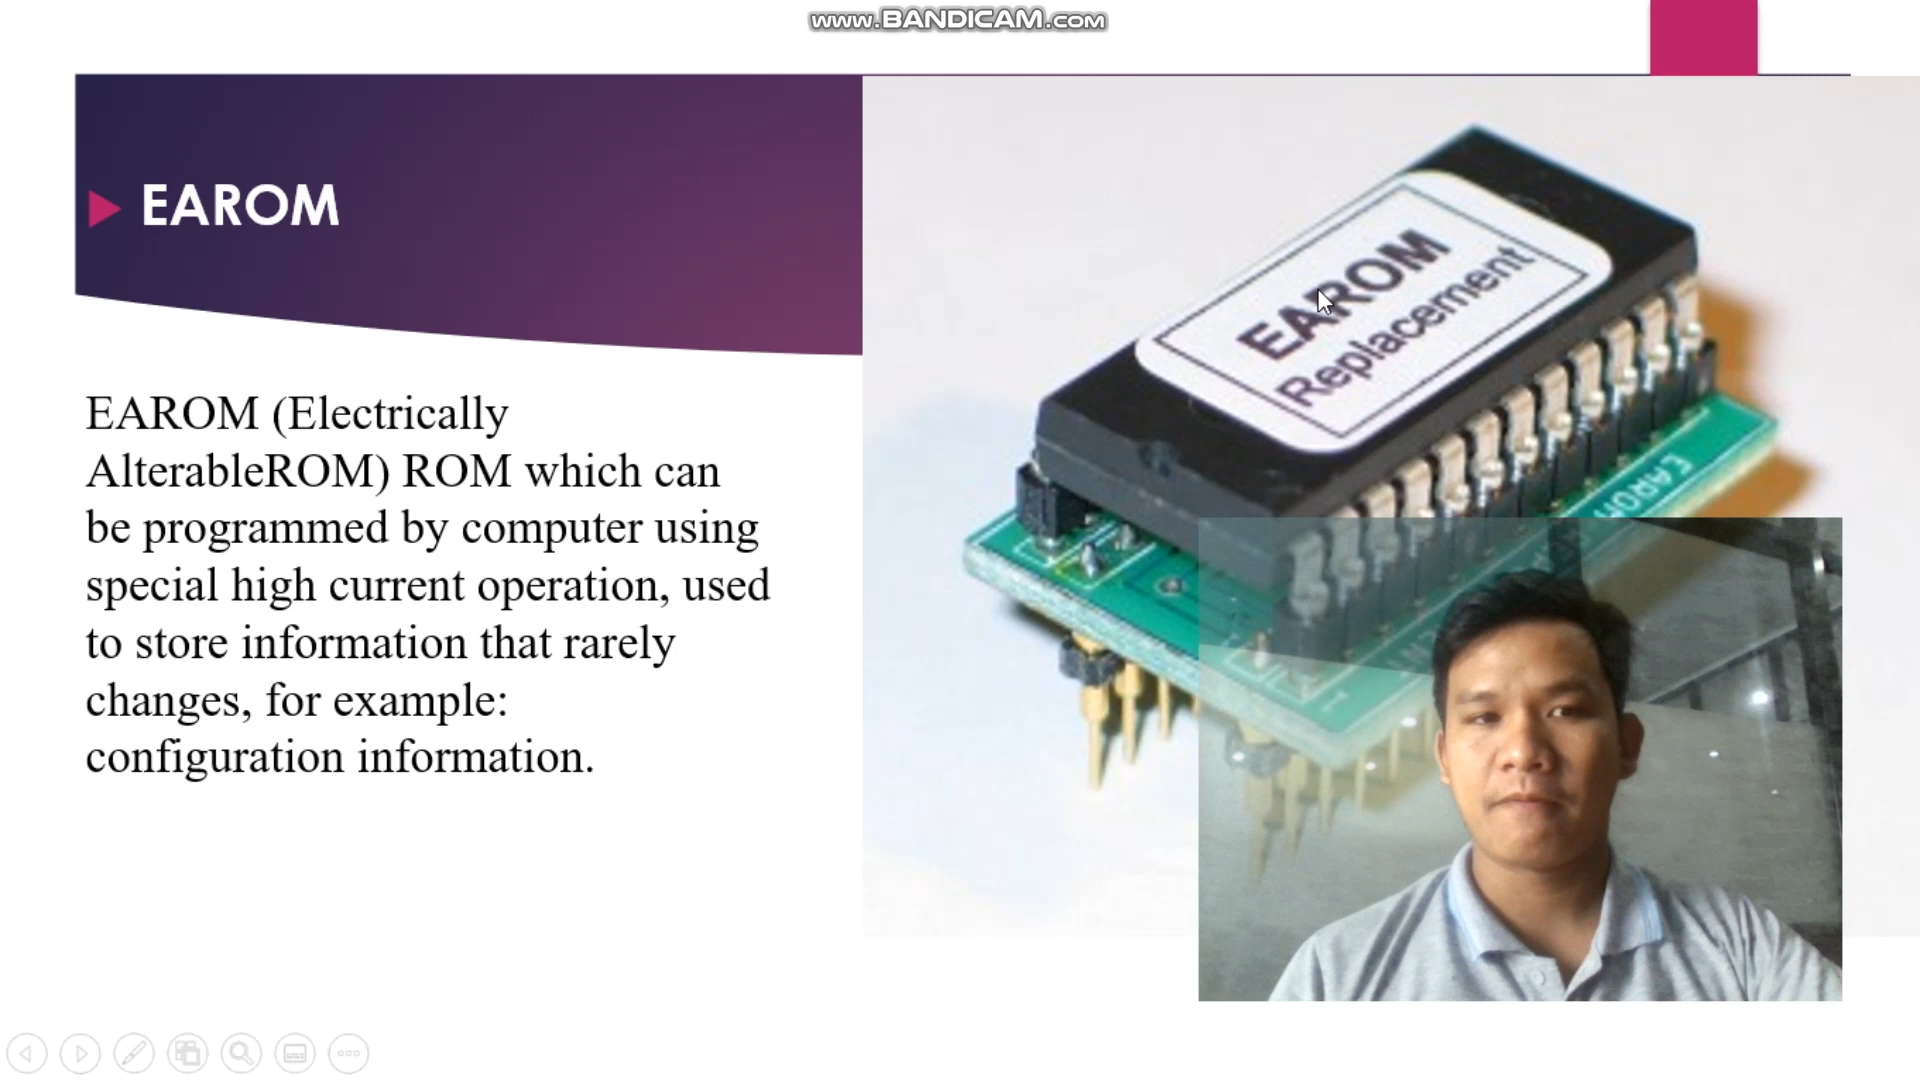 www.BANDICAM.com
EAROM
EAROM (Electrically
AlterableROM) ROM which can
be programmed by computer using
special high current operation, used
to store information that rarely
changes, for example:
configuration information.
EAROM
Replacement
EAROM